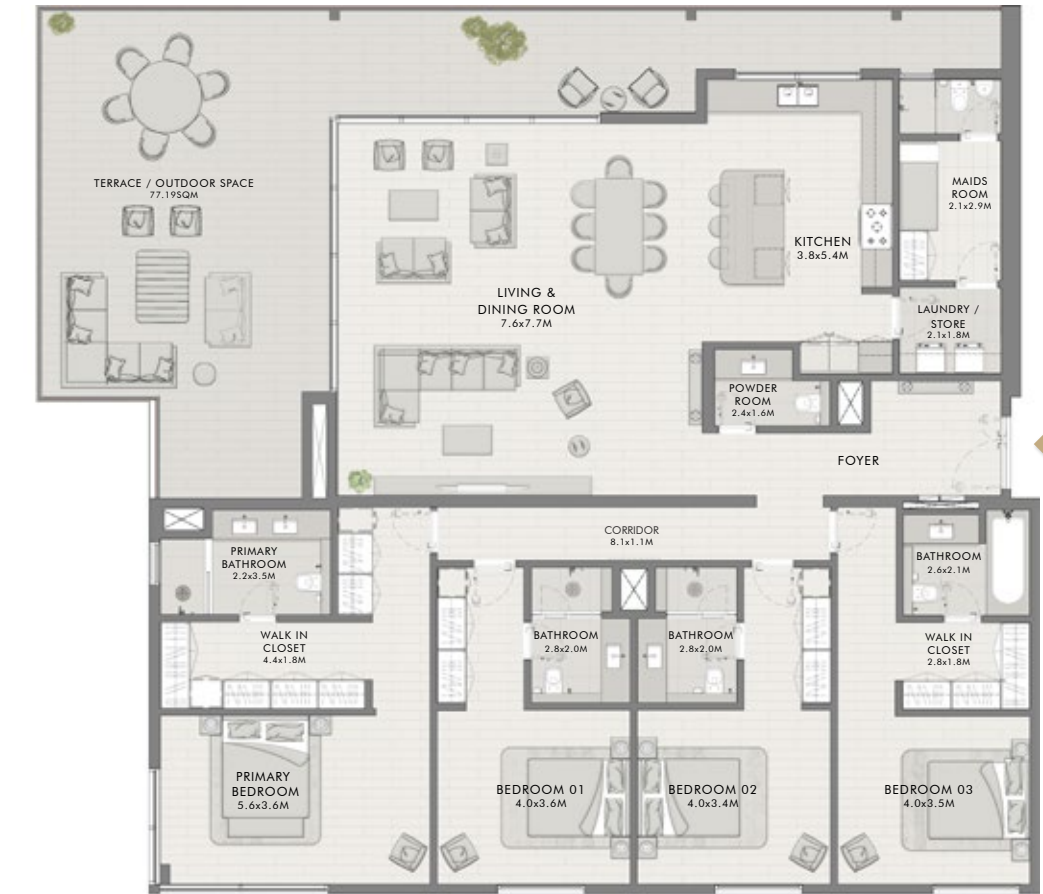 TERRACE / OUTDOOR SPACE
77.19SQM
MAIDS
ROOM
2.1x2.9M
KITCHEN
3.8x5.4M
LIVING &
DINING ROOM
7.6x7.7M
LAUNDRY /
STORE
2.1x1.8M
POWDER
ROOM
2.4x1.6M
FOYER
CORRIDOR
8.1x1.1M
PRIMARY
BATHROOM
2.2x3.5M
BATHROOM
2.6x2.1M
WALK IN
CLOSET
4.4x1.8M
BATHROOM
2.8x2.0M
BATHROOM
2.8x2.0M
WALK IN
CLOSET
2.8x1.8M
PRIMARY
BEDROOM
5.6x3.6M
BEDROOM 01
4.0x3.6M
BEDROOM 02
4.0x3.4M
BEDROOM 03
4.0x3.5M